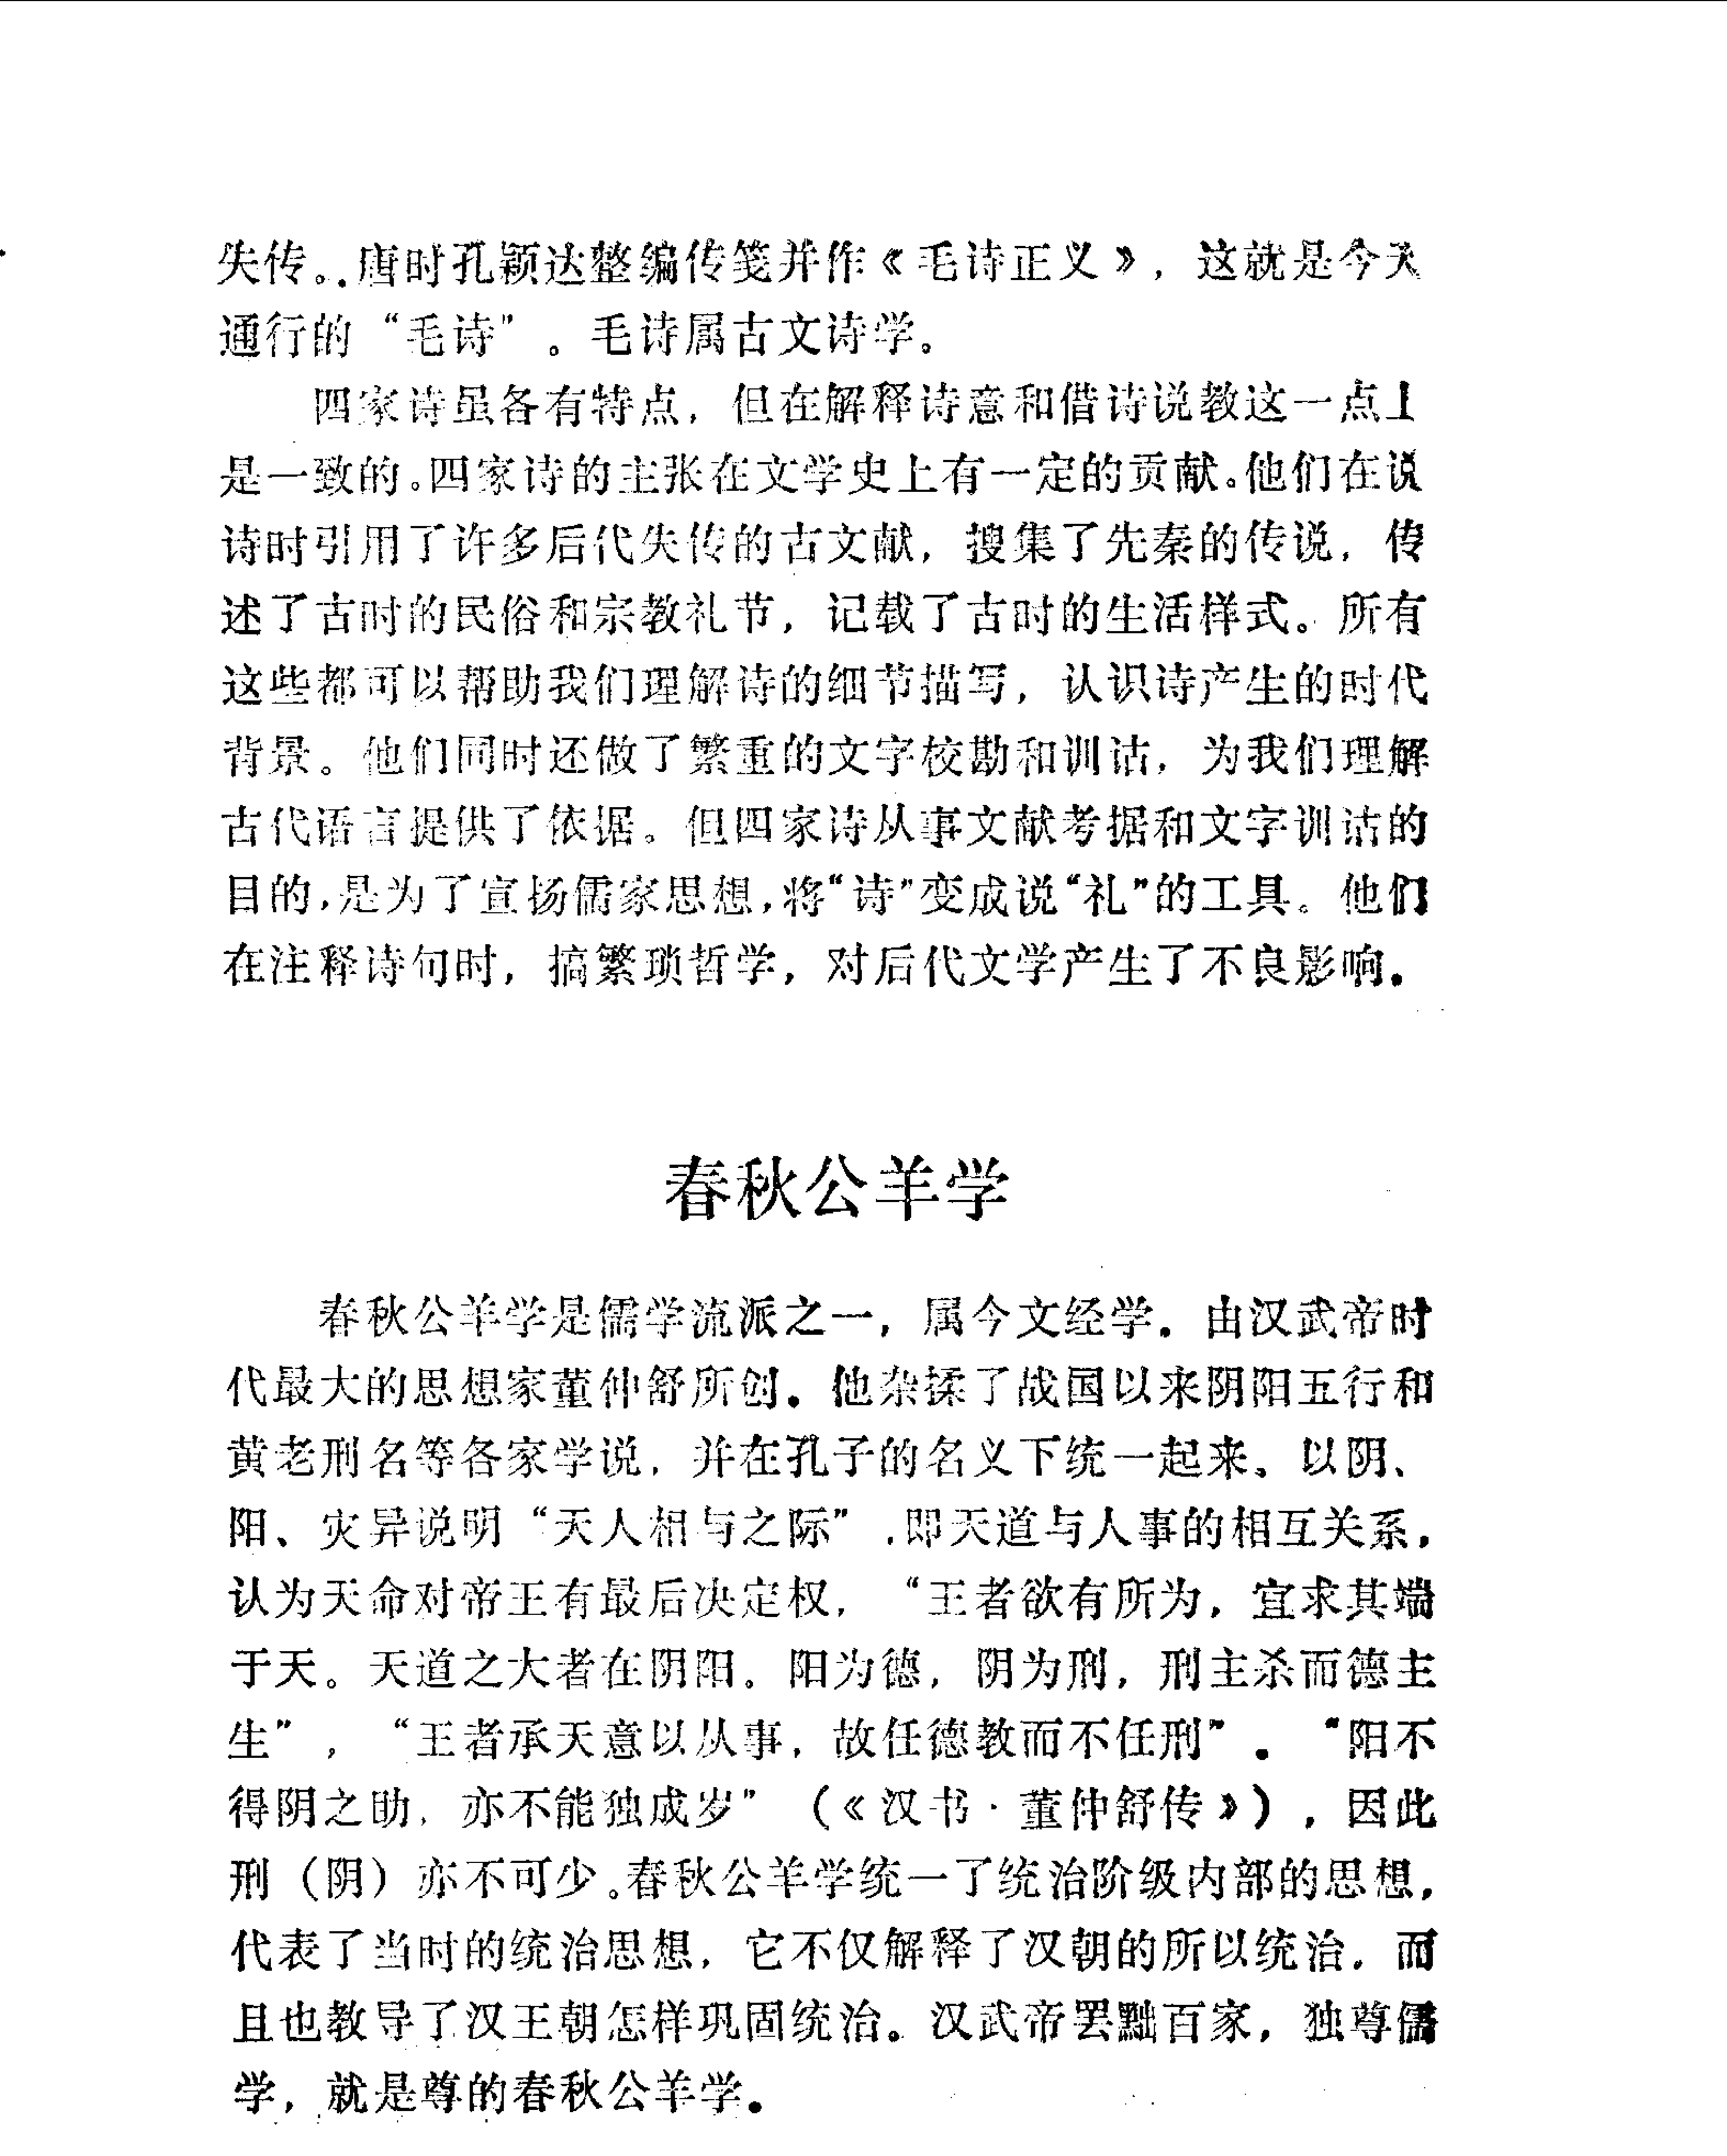 失传。唐时孔颖达整编传笺并作《毛诗正义》，这就是今天
通行的“毛诗”。毛诗属古文诗学。
四家诗虽各有特点，但在解释诗意和借诗说教这一点上
是一致的。四家诗的主张在文学史上有一定的贡献。他们在说
诗时引用了许多后代失传的古文献，搜集了先秦的传说，传
述了古时的民俗和宗教礼节，记载了古时的生活样式。所有
这些都可以帮助我们理解诗的细节描写，认识诗产生的时代
背景。他们同时还做了繁重的文字校勘和训诂，为我们理解
古代语言提供了依据。但四家诗从事文献考据和文字训诂的
目的，是为了宣扬儒家思想，将“诗”变成说“礼”的工具。他们
在注释诗句时，搞繁琐哲学，对后代文学产生了不良影响。
春秋公羊学
春秋公羊学是儒学流派之一，属今文经学。由汉武帝时
代最大的思想家董仲舒所创。他杂揉了战国以来阴阳五行和
黄老刑名等各家学说，并在孔子的名义下统一起来、以阴、
阳、灾异说明“天人相与之际”，即天道与人事的相互关系，
认为天命对帝王有最后决定权，“王者欲有所为，宜求其端
于天。天道之大者在阴阳。阳为德，阴为刑，刑主杀而德主
生”，“王者承天意以从事，故任德教而不任刑”。“阳不
得阴之助，亦不能独成岁”（《汉书·董仲舒传》），因此
刑（阴）亦不可少。春秋公羊学统一了统治阶级内部的思想，
代表了当时的统治思想，它不仅解释了汉朝的所以统治，而
且也教导了汉王朝怎样巩固统治。汉武帝罢黜百家，独尊儒
学，就是尊的春秋公羊学。